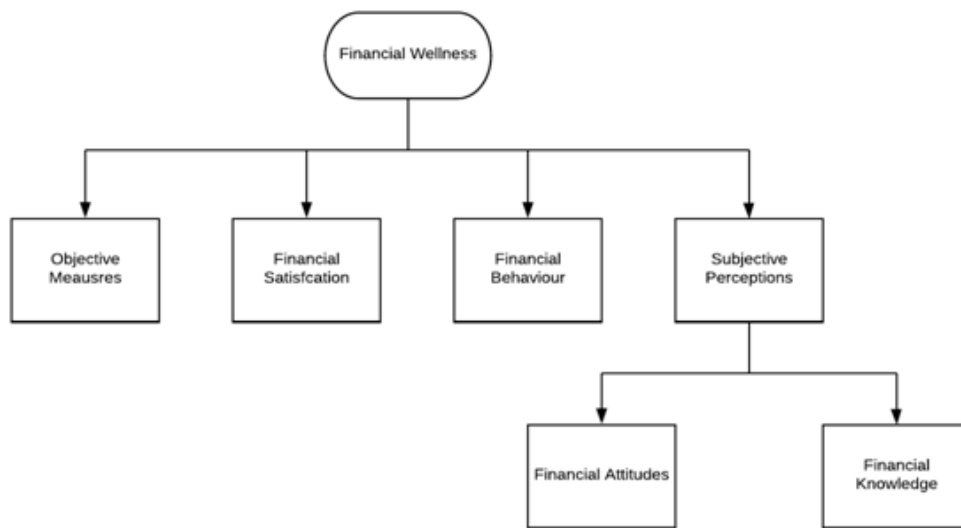 Financial Wellness
Objective
Meausres
Financial
Satisfcation
Financial
Behaviour
Subjective
Perceptions
Financial Attitudes
Financial
Knowledge